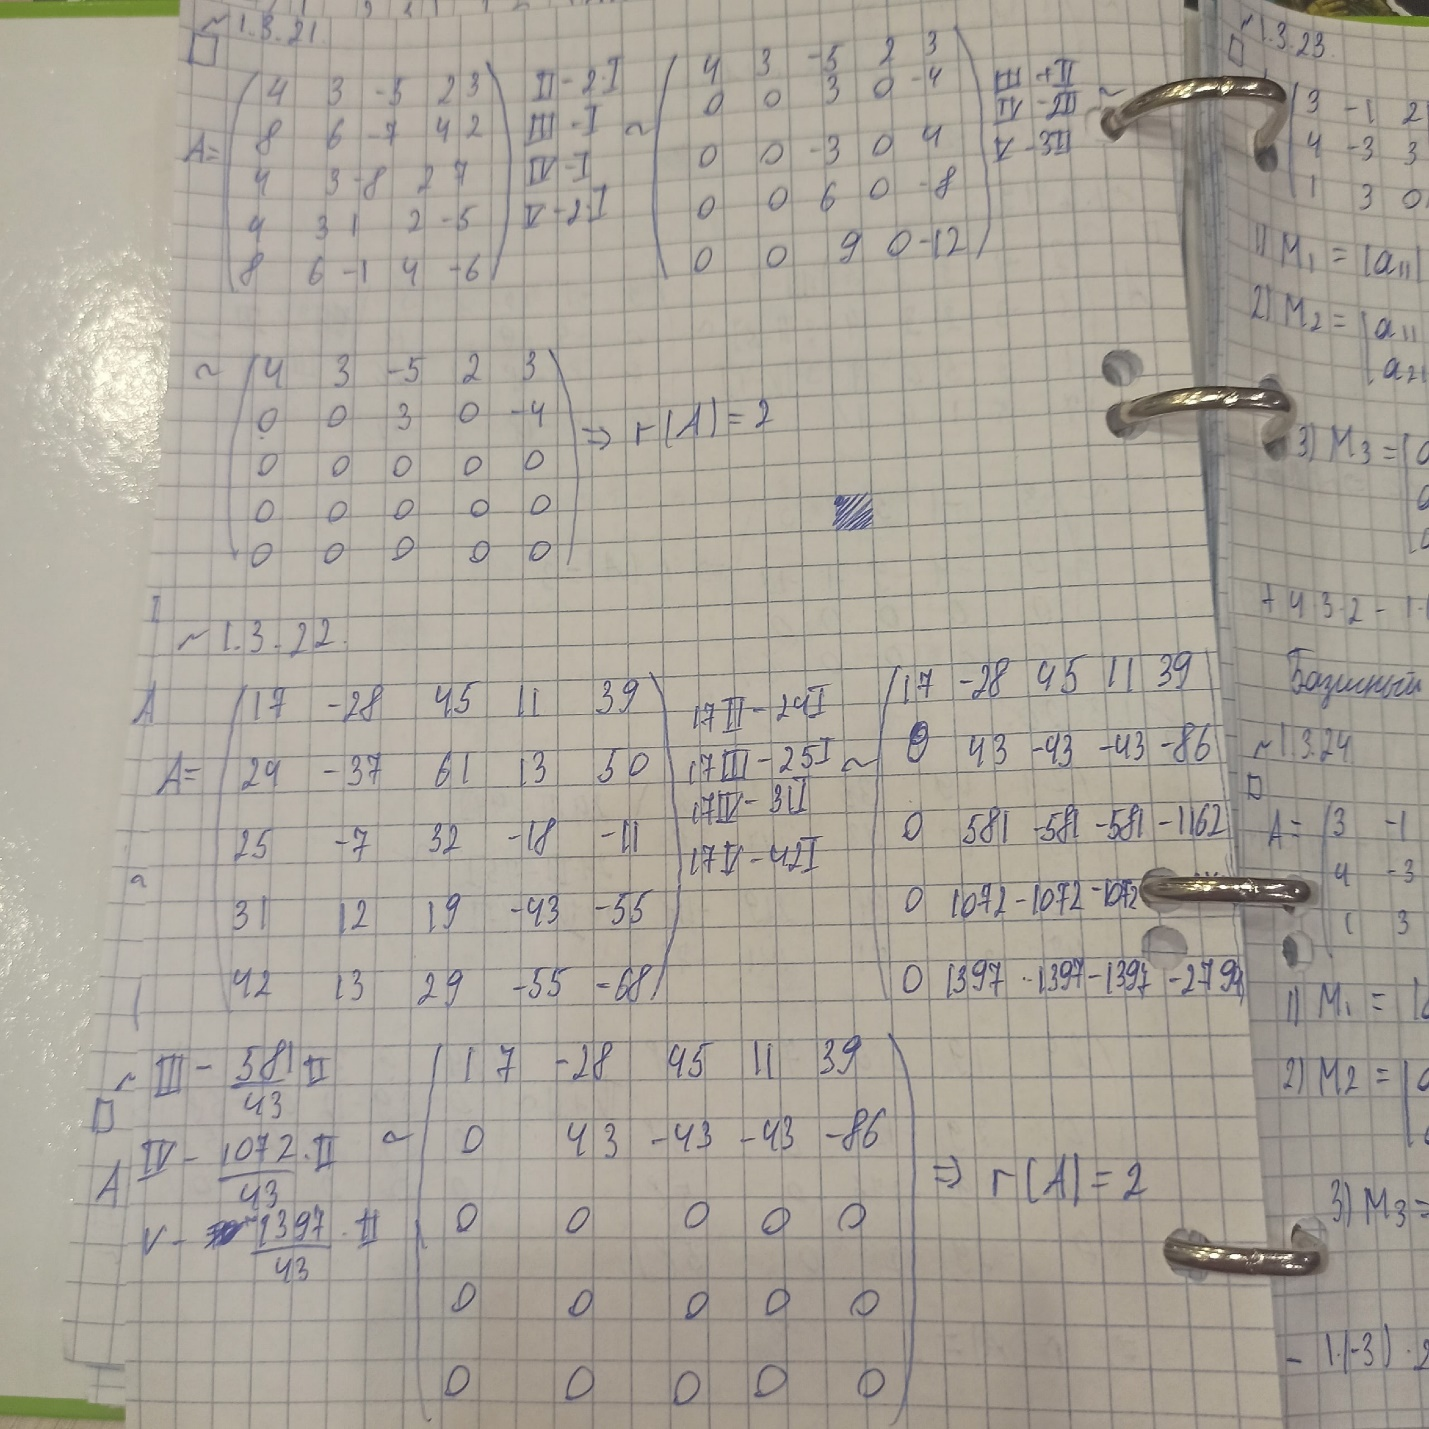 ~1.3.21.
A= (4 3 -5 2 3) II-2·I ~ (4 3 -5 2 3) III+II ~
(8 6 -7 4 2) III-I (0 0 3 0 -4) IV-2II
(4 3 -8 2 7) IV-I (0 0 -3 0 4) V-3II
(4 3 1 2 -5) V-2·I (0 0 6 0 -8)
(8 6 -1 4 -6) (0 0 9 0 -12)
~ (4 3 -5 2 3)
(0 0 3 0 -4) => r(A)=2
(0 0 0 0 0)
(0 0 0 0 0)
(0 0 0 0 0)
~1.3.22.
A (17 -28 45 11 39) 17II-24I (17 -28 45 11 39)
A= (24 -37 61 13 50) 17III-25I ~ (0 43 -43 -43 -86)
(25 -7 32 -18 -11) 17IV-31I (0 581 -581 -581 -1162)
(31 12 19 -43 -55) 17V-42I (0 1072 -1072 -1072
(42 13 29 -55 -68) (0 1397 -1397 -1397 -2794)
~ III - 581/43 II (17 -28 45 11 39)
A IV - 1072/43 · II ~ (0 43 -43 -43 -86) => r(A)=2
V - 1397/43 · II (0 0 0 0 0)
(0 0 0 0 0)
(0 0 0 0 0)
~1.3.23.
|3 -1 2
|4 -3 3
|1 3 0
1) M₁ = |a₁₁|
2) M₂ = |a₁₁
a₂₁
3) M₃ =
+4·3·2 - 1·
Базисный
~1.3.24
A= (3 -1
4 -3
1 3
1) M₁ =
2) M₂ =
3) M₃ =
- 1·(-3)·2